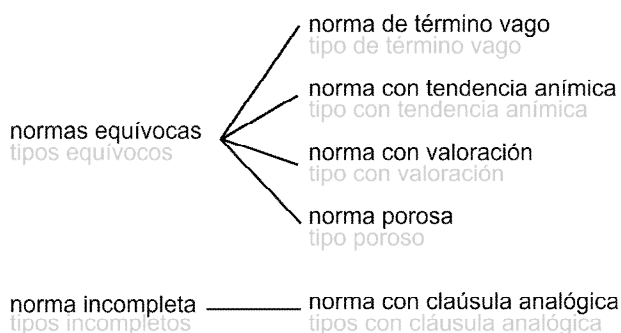 norma de término vago
tipo de término vago
norma con tendencia anímica
tipo con tendencia anímica
normas equívocas
tipos equívocos
norma con valoración
tipo con valoración
norma porosa
tipo poroso
norma incompleta
tipos incompletos
norma con claúsula analógica
tipos con cláusula analógica